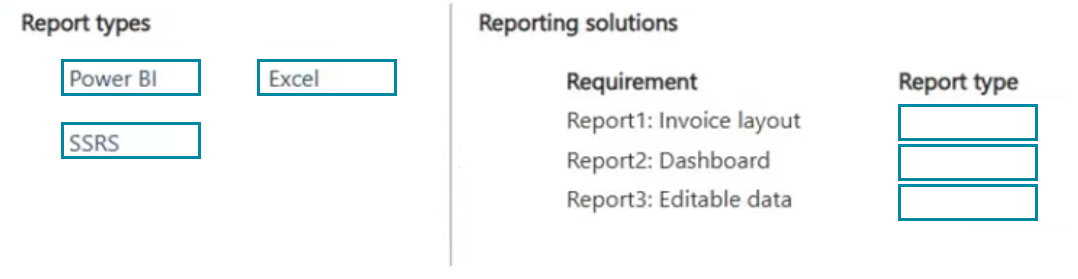 Report types
Power BI
Excel
SSRS
Reporting solutions
Requirement Report type
Report1: Invoice layout
Report2: Dashboard
Report3: Editable data